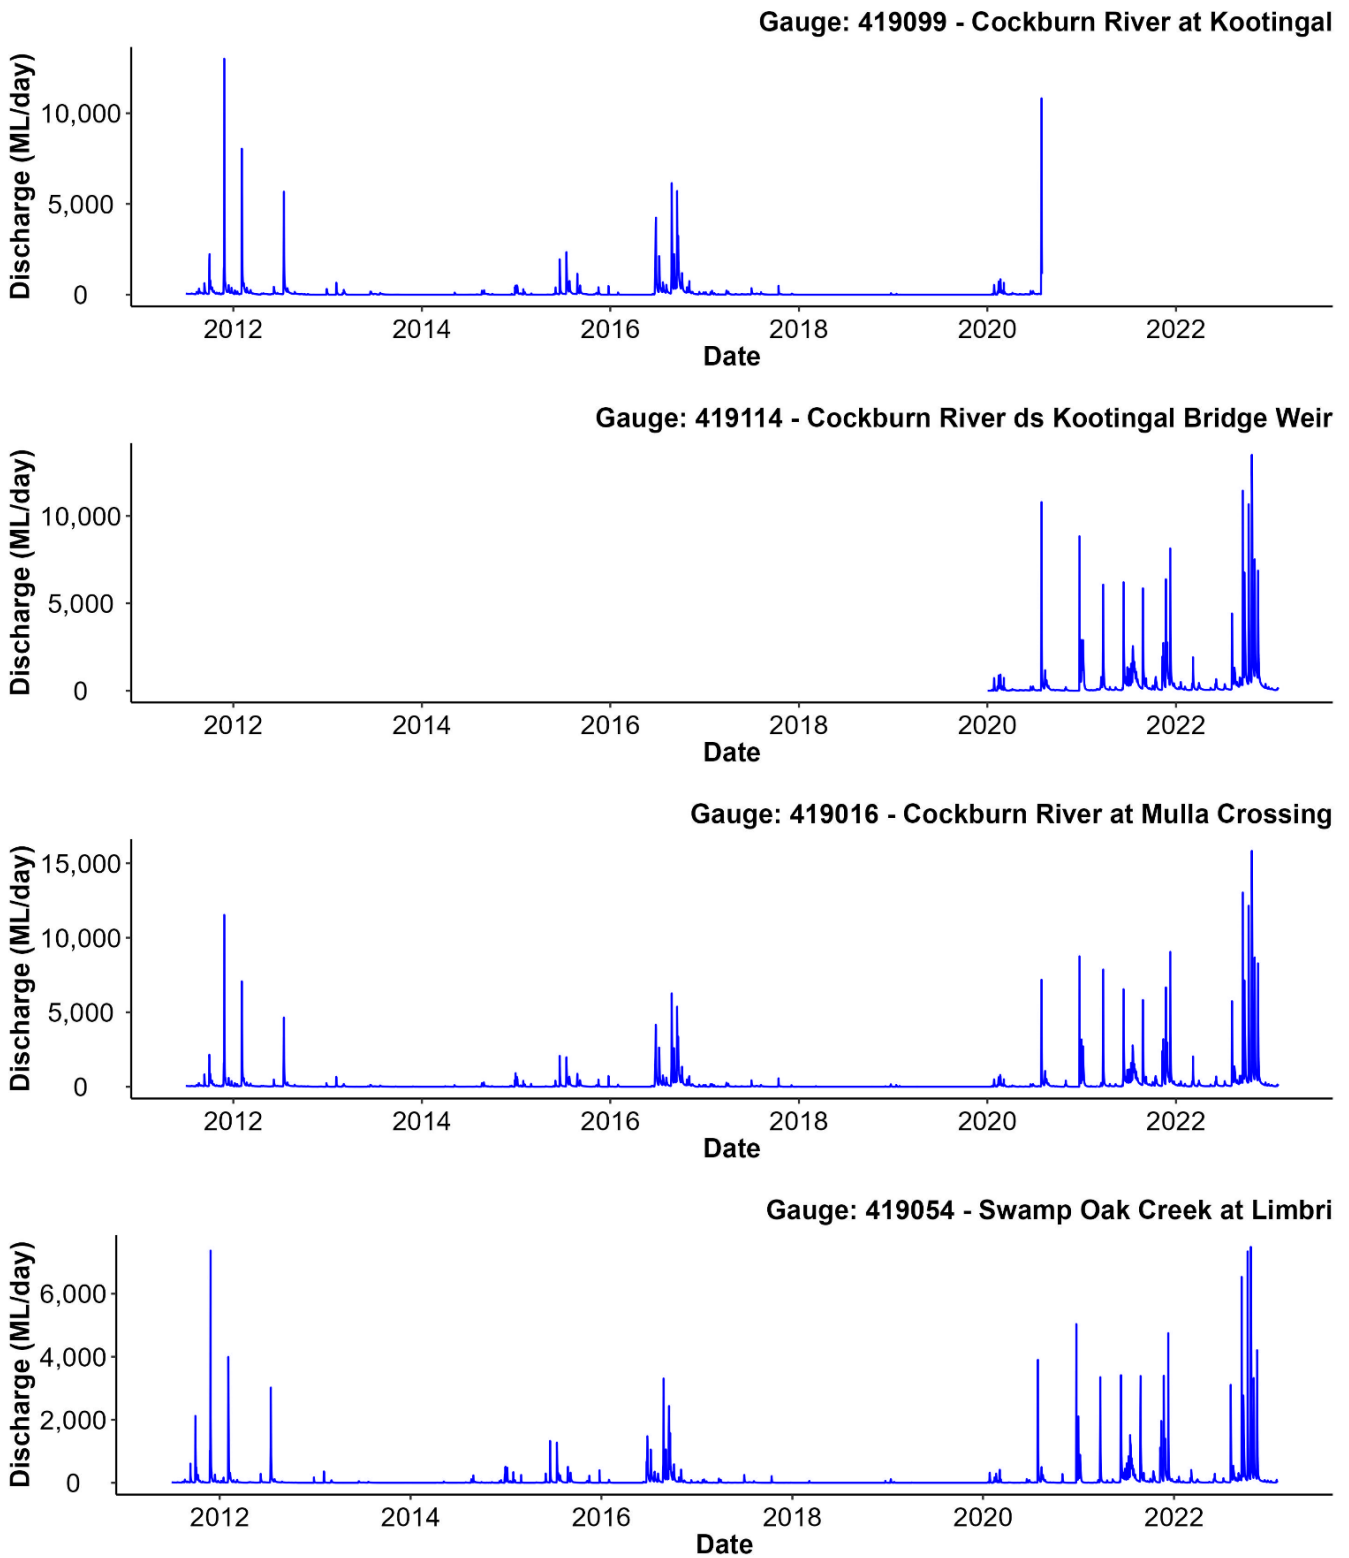 Gauge: 419099 - Cockburn River at Kootingal
Discharge (ML/day)
10,000
5,000
0
2012 2014 2016 2018 2020 2022
Date
Gauge: 419114 - Cockburn River ds Kootingal Bridge Weir
Discharge (ML/day)
10,000
5,000
0
2012 2014 2016 2018 2020 2022
Date
Gauge: 419016 - Cockburn River at Mulla Crossing
Discharge (ML/day)
15,000
10,000
5,000
0
2012 2014 2016 2018 2020 2022
Date
Gauge: 419054 - Swamp Oak Creek at Limbri
Discharge (ML/day)
6,000
4,000
2,000
0
2012 2014 2016 2018 2020 2022
Date